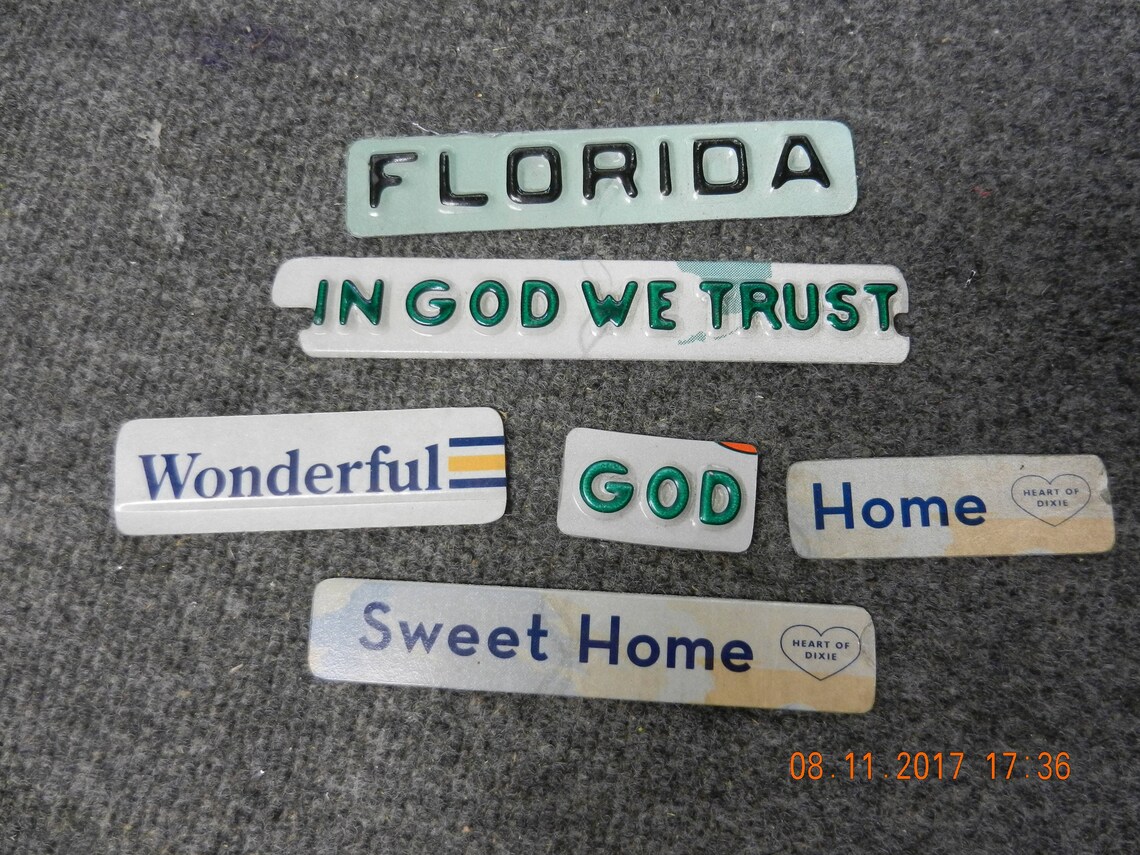 FLORIDA
IN GOD WE TRUST
Wonderful
GOD
Home
HEART OF
DIXIE
Sweet Home
HEART OF
DIXIE
08.11.2017 17:36